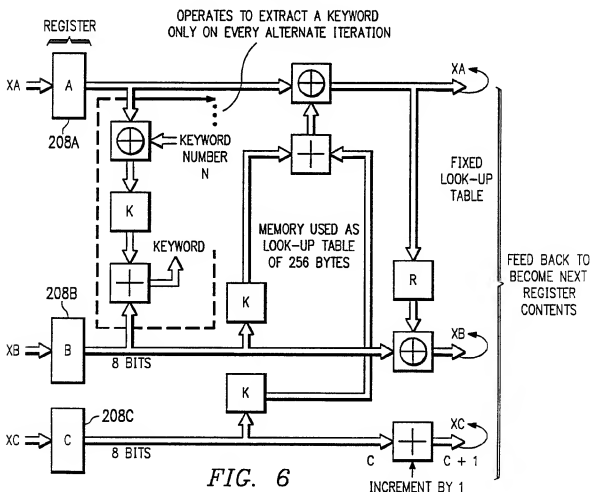 OPERATES TO EXTRACT A KEYWORD
ONLY ON EVERY ALTERNATE ITERATION
REGISTER
XA
A
XA
208A
KEYWORD
NUMBER
N
FIXED
LOOK-UP
TABLE
K
MEMORY USED AS
LOOK-UP TABLE
OF 256 BYTES
KEYWORD
FEED BACK TO
BECOME NEXT
REGISTER
CONTENTS
R
K
208B
XB
B
8 BITS
XB
K
208C
XC
C
8 BITS
XC
C
C + 1
INCREMENT BY 1
FIG. 6